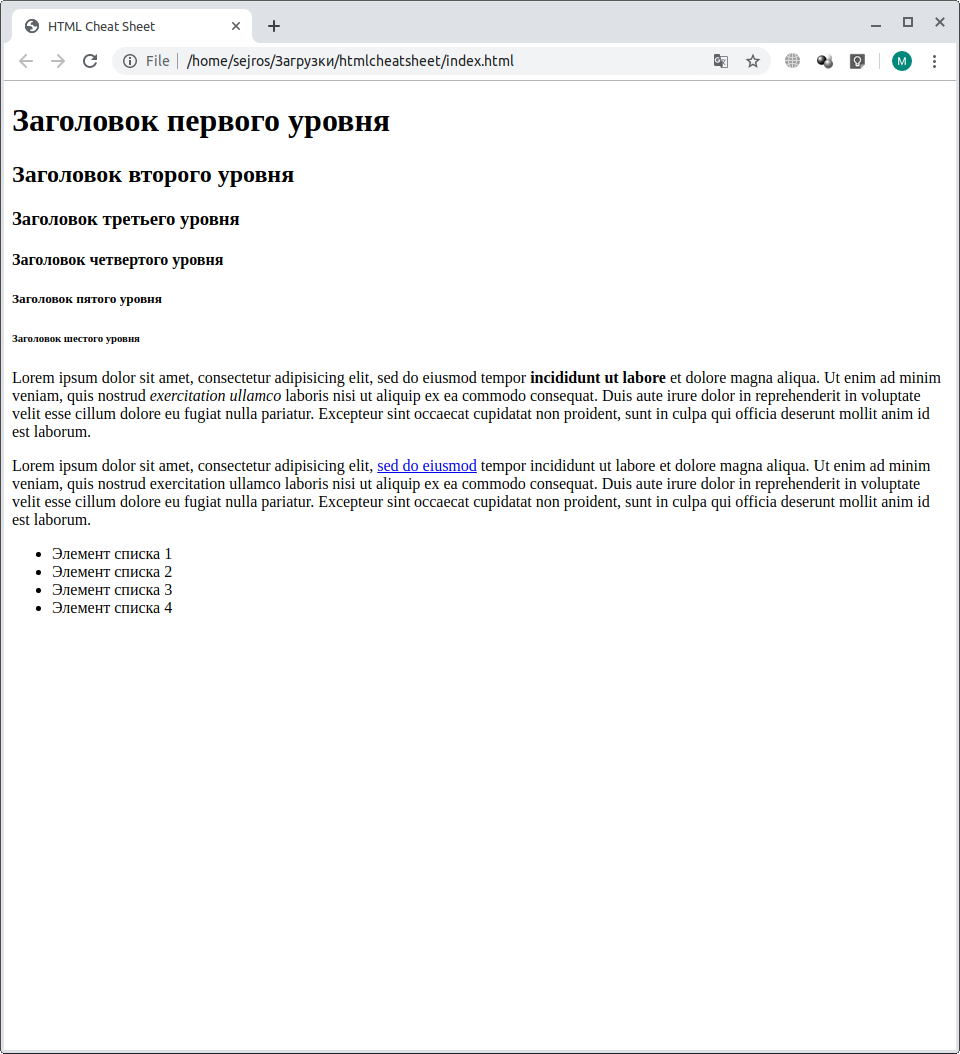 HTML Cheat Sheet
File | /home/sejros/Загрузки/htmlcheatsheet/index.html
M
Заголовок первого уровня
Заголовок второго уровня
Заголовок третьего уровня
Заголовок четвертого уровня
Заголовок пятого уровня
Заголовок шестого уровня
Lorem ipsum dolor sit amet, consectetur adipisicing elit, sed do eiusmod tempor incididunt ut labore et dolore magna aliqua. Ut enim ad minim
veniam, quis nostrud exercitation ullamco laboris nisi ut aliquip ex ea commodo consequat. Duis aute irure dolor in reprehenderit in voluptate
velit esse cillum dolore eu fugiat nulla pariatur. Excepteur sint occaecat cupidatat non proident, sunt in culpa qui officia deserunt mollit anim id
est laborum.
Lorem ipsum dolor sit amet, consectetur adipisicing elit, sed do eiusmod tempor incididunt ut labore et dolore magna aliqua. Ut enim ad minim
veniam, quis nostrud exercitation ullamco laboris nisi ut aliquip ex ea commodo consequat. Duis aute irure dolor in reprehenderit in voluptate
velit esse cillum dolore eu fugiat nulla pariatur. Excepteur sint occaecat cupidatat non proident, sunt in culpa qui officia deserunt mollit anim id
est laborum.
• Элемент списка 1
• Элемент списка 2
• Элемент списка 3
• Элемент списка 4